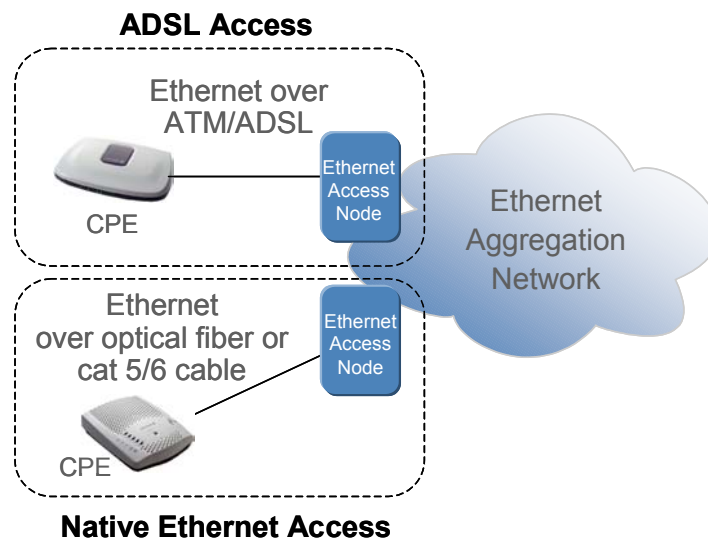 ADSL Access
Ethernet over
ATM/ADSL
Ethernet
Access
Node
CPE
Ethernet
Aggregation
Network
Ethernet
over optical fiber or
cat 5/6 cable
Ethernet
Access
Node
CPE
Native Ethernet Access